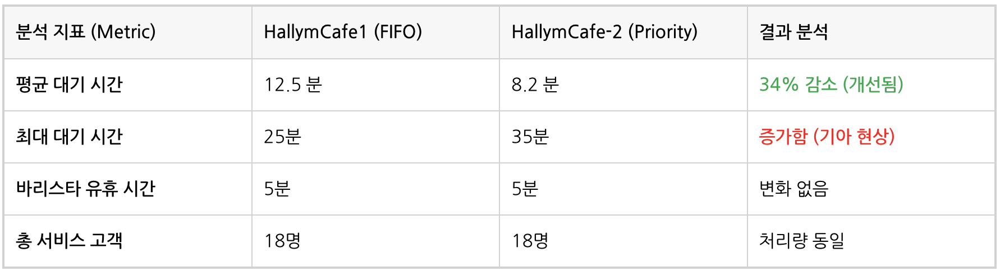 분석 지표 (Metric) HallymCafe1 (FIFO) HallymCafe-2 (Priority) 결과 분석
평균 대기 시간 12.5 분 8.2 분 34% 감소 (개선됨)
최대 대기 시간 25분 35분 증가함 (기아 현상)
바리스타 유휴 시간 5분 5분 변화 없음
총 서비스 고객 18명 18명 처리량 동일